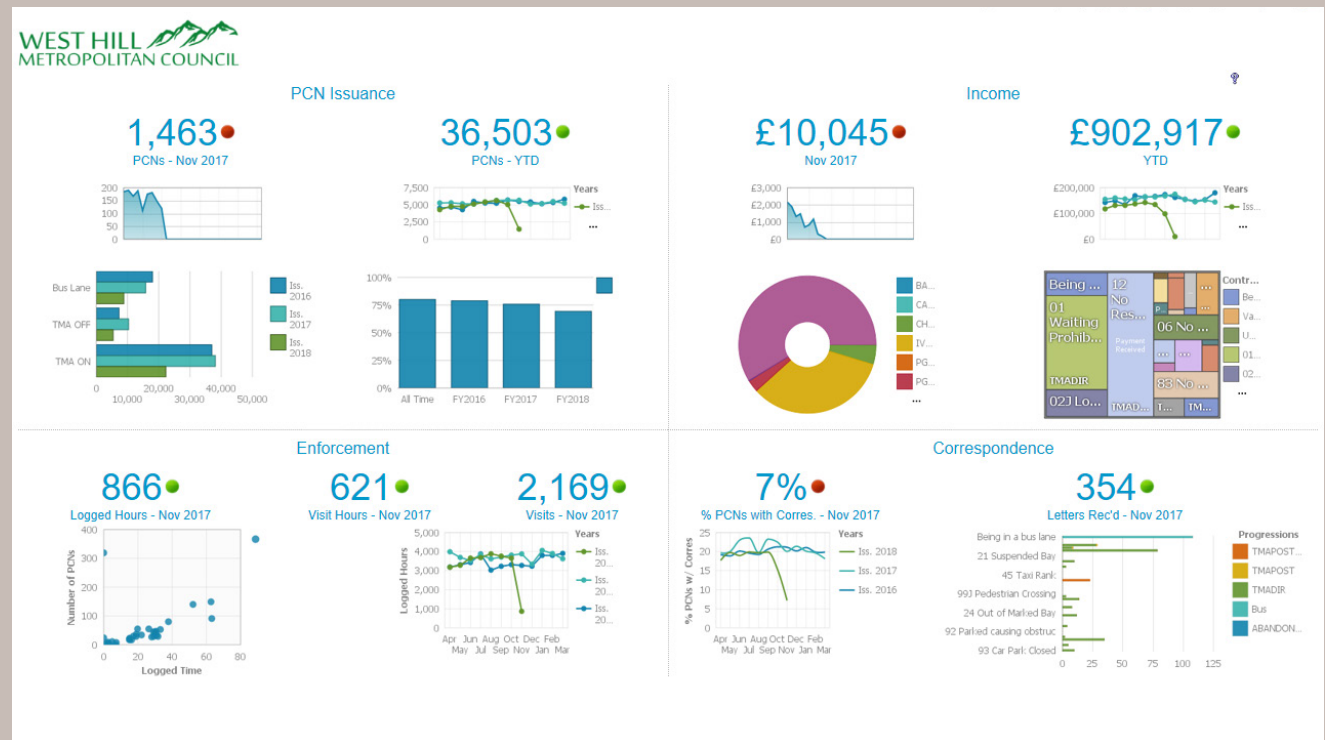 WEST HILL
METROPOLITAN COUNCIL
PCN Issuance
1,463
PCNs - Nov 2017
36,503
PCNs - YTD
200
150
100
50
0
7,500
5,000
2,500
0
Years
Iss...
...
Bus Lane
TMA OFF
TMA ON
0
10,000
20,000
30,000
40,000
50,000
Iss.
2016
Iss.
2017
Iss.
2018
100%
75%
50%
25%
0%
All Time
FY2016
FY2017
FY2018
Income
£10,045
Nov 2017
£902,917
YTD
£3,000
£2,000
£1,000
£0
£200,000
£100,000
£0
Years
Iss...
...
BA...
CA...
CH...
IV...
PG...
PG...
...
Being ...
01
Waiting
Prohib...
TMADIR
02J Lo...
12
No
Res...
Payment
Received
TMAD...
P...
...
...
06 No ...
...
...
83 No ...
T...
TM...
Contr...
Be...
Va...
U...
01...
02...
...
Enforcement
866
Logged Hours - Nov 2017
621
Visit Hours - Nov 2017
2,169
Visits - Nov 2017
Number of PCNs
400
300
200
100
0
0
20
40
60
80
Logged Time
Logged Hours
5,000
4,000
3,000
2,000
1,000
0
Apr Jun Aug Oct Dec Feb
May Jul Sep Nov Jan Mar
Years
Iss.
20...
Iss.
20...
Iss.
20...
Correspondence
7%
% PCNs with Corres. - Nov 2017
354
Letters Rec'd - Nov 2017
% PCNs w/ Corres
25
20
15
10
5
0
Apr Jun Aug Oct Dec Feb
May Jul Sep Nov Jan Mar
Years
Iss. 2018
Iss. 2017
Iss. 2016
Being in a bus lane
21 Suspended Bay
45 Taxi Rank
99J Pedestrian Crossing
24 Out of Marked Bay
92 Parked causing obstruc
93 Car Park Closed
0
25
50
75
100
125
Progressions
TMAPOST...
TMAPOST
TMADIR
Bus
ABANDON...